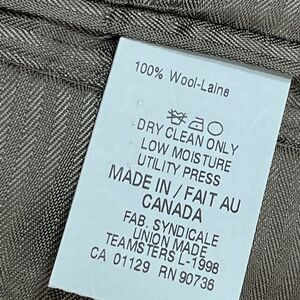 100% Wool-Laine
DRY CLEAN ONLY
LOW MOISTURE
UTILITY PRESS
MADE IN / FAIT AU
CANADA
FAB. SYNDICALE
UNION MADE
TEAMSTERS L-1998
CA 01129 RN 90736